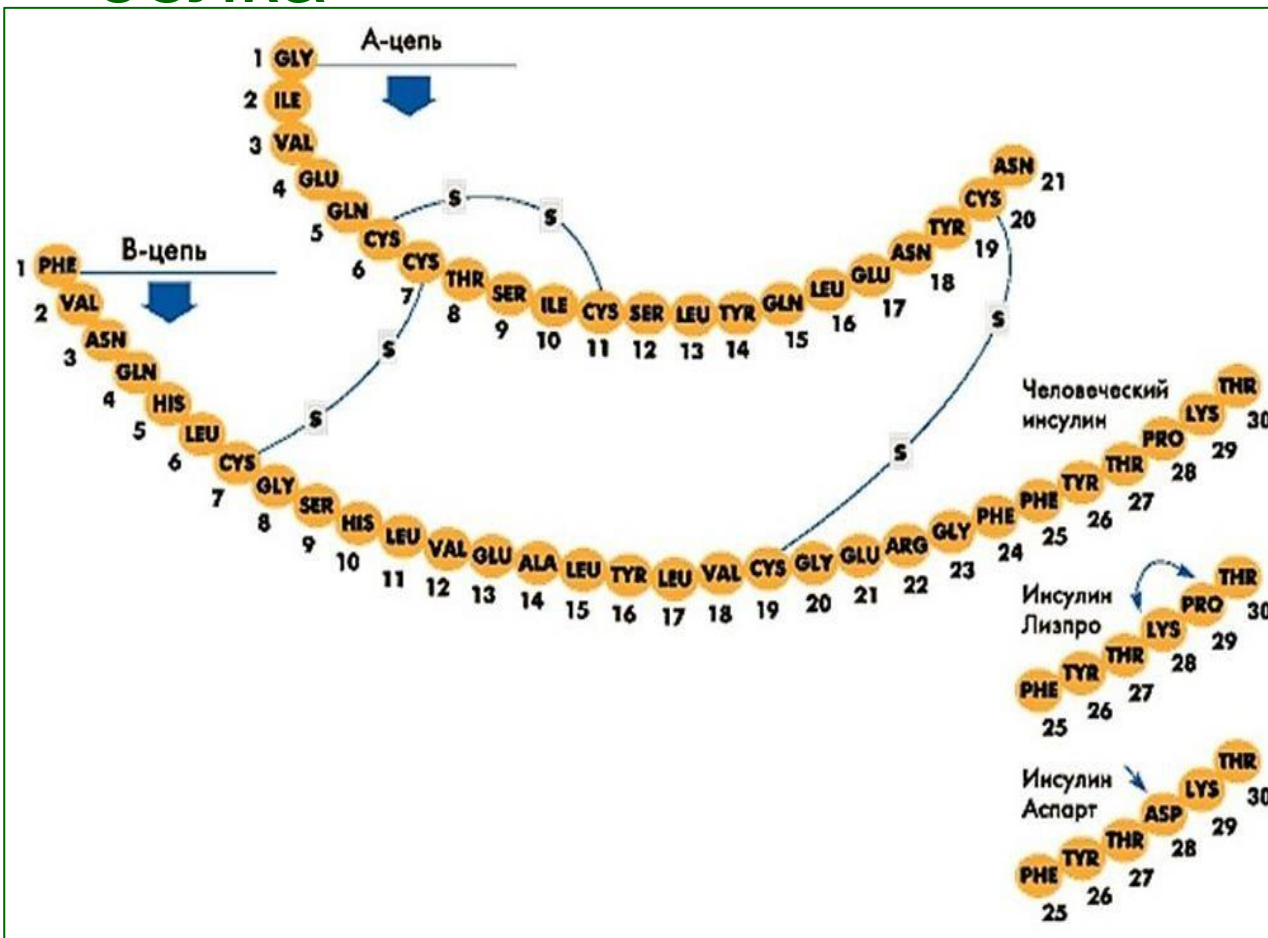 А-цепь
1 GLY
2 ILE
3 VAL
4 GLU
5 GLN
6 CYS
7 CYS
8 THR
9 SER
10 ILE
11 CYS
12 SER
13 LEU
14 TYR
15 GLN
16 LEU
17 GLU
18 ASN
19 TYR
20 CYS
21 ASN
S
S
S
S
S
S
В-цепь
1 PHE
2 VAL
3 ASN
4 GLN
5 HIS
6 LEU
7 CYS
8 GLY
9 SER
10 HIS
11 LEU
12 VAL
13 GLU
14 ALA
15 LEU
16 TYR
17 LEU
18 VAL
19 CYS
20 GLY
21 GLU
22 ARG
23 GLY
24 PHE
25 PHE
26 TYR
27 THR
28 PRO
29 LYS
30 THR
Человеческий
инсулин
Инсулин
Лизпро
PHE 25
TYR 26
THR 27
LYS 28
PRO 29
THR 30
Инсулин
Аспарт
PHE 25
TYR 26
THR 27
ASP 28
LYS 29
THR 30